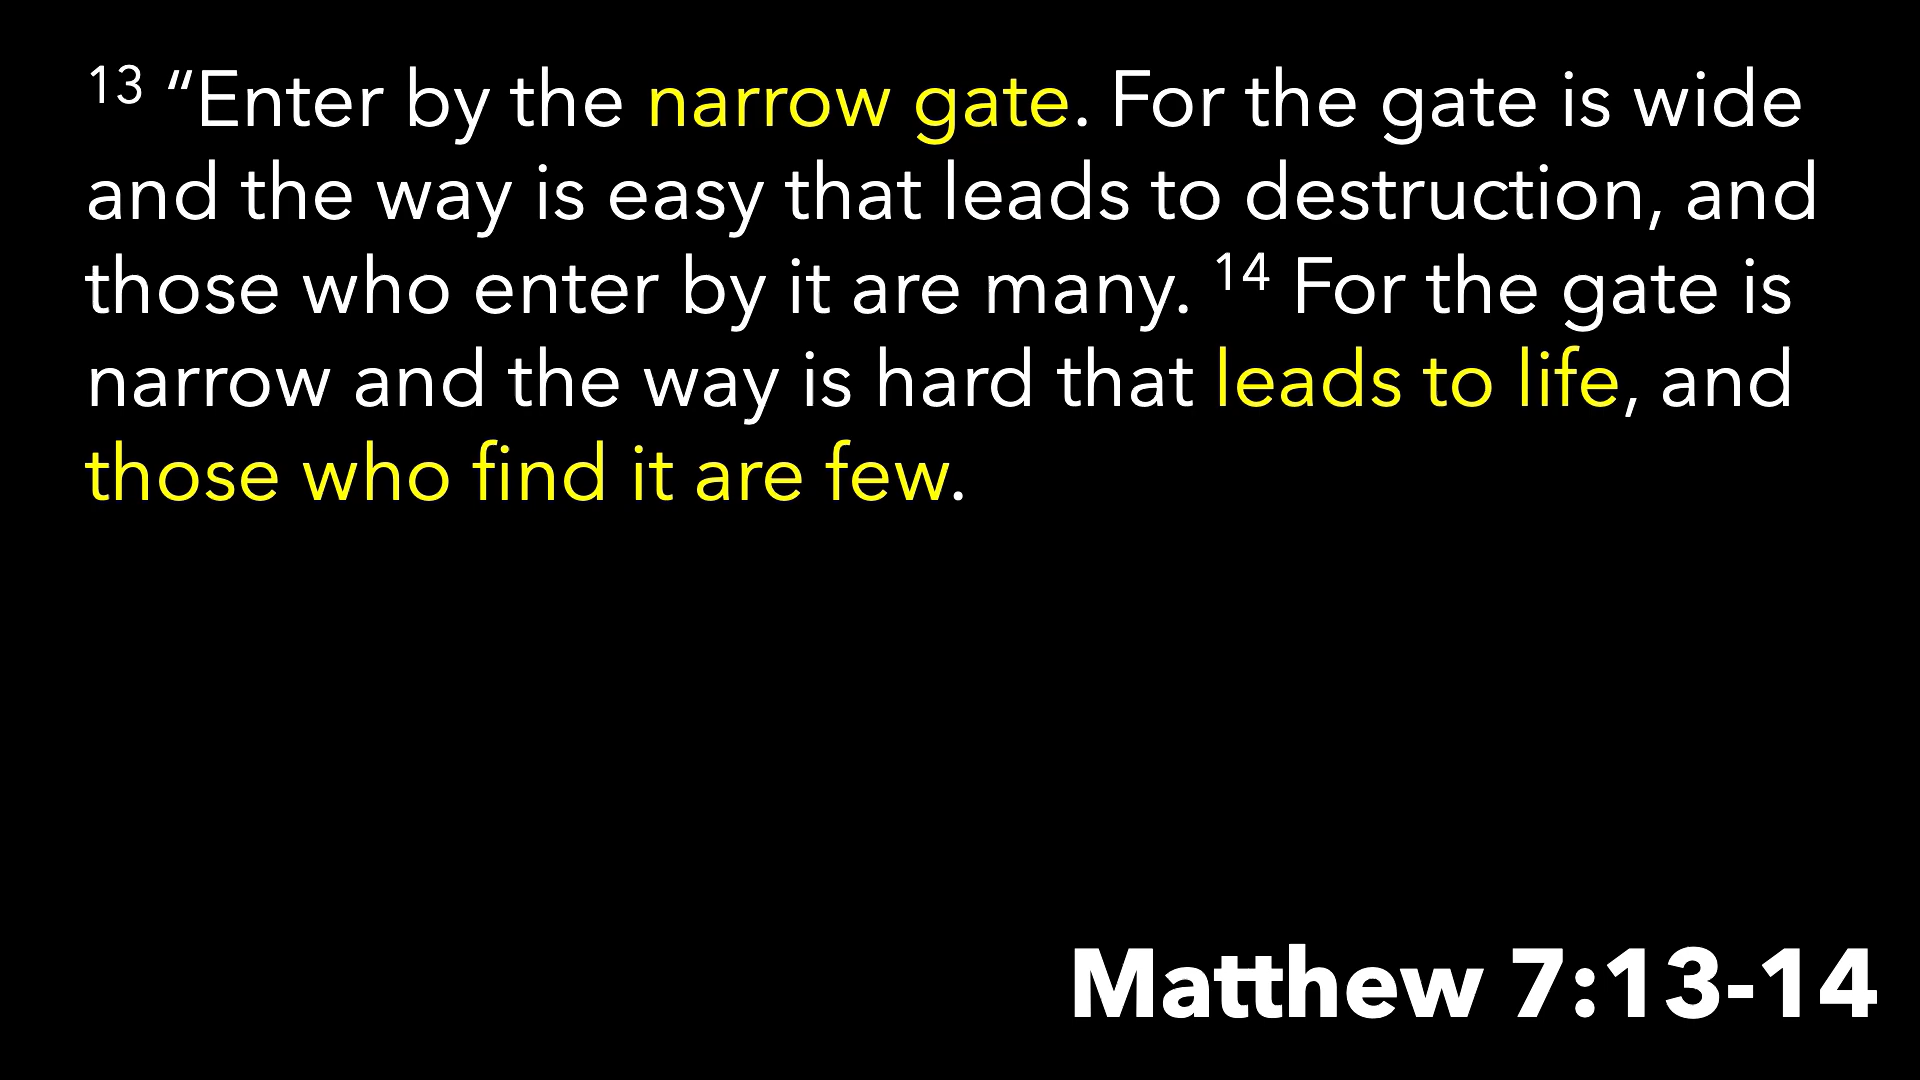 13 “Enter by the narrow gate. For the gate is wide
and the way is easy that leads to destruction, and
those who enter by it are many. 14 For the gate is
narrow and the way is hard that leads to life, and
those who find it are few.
Matthew 7:13-14